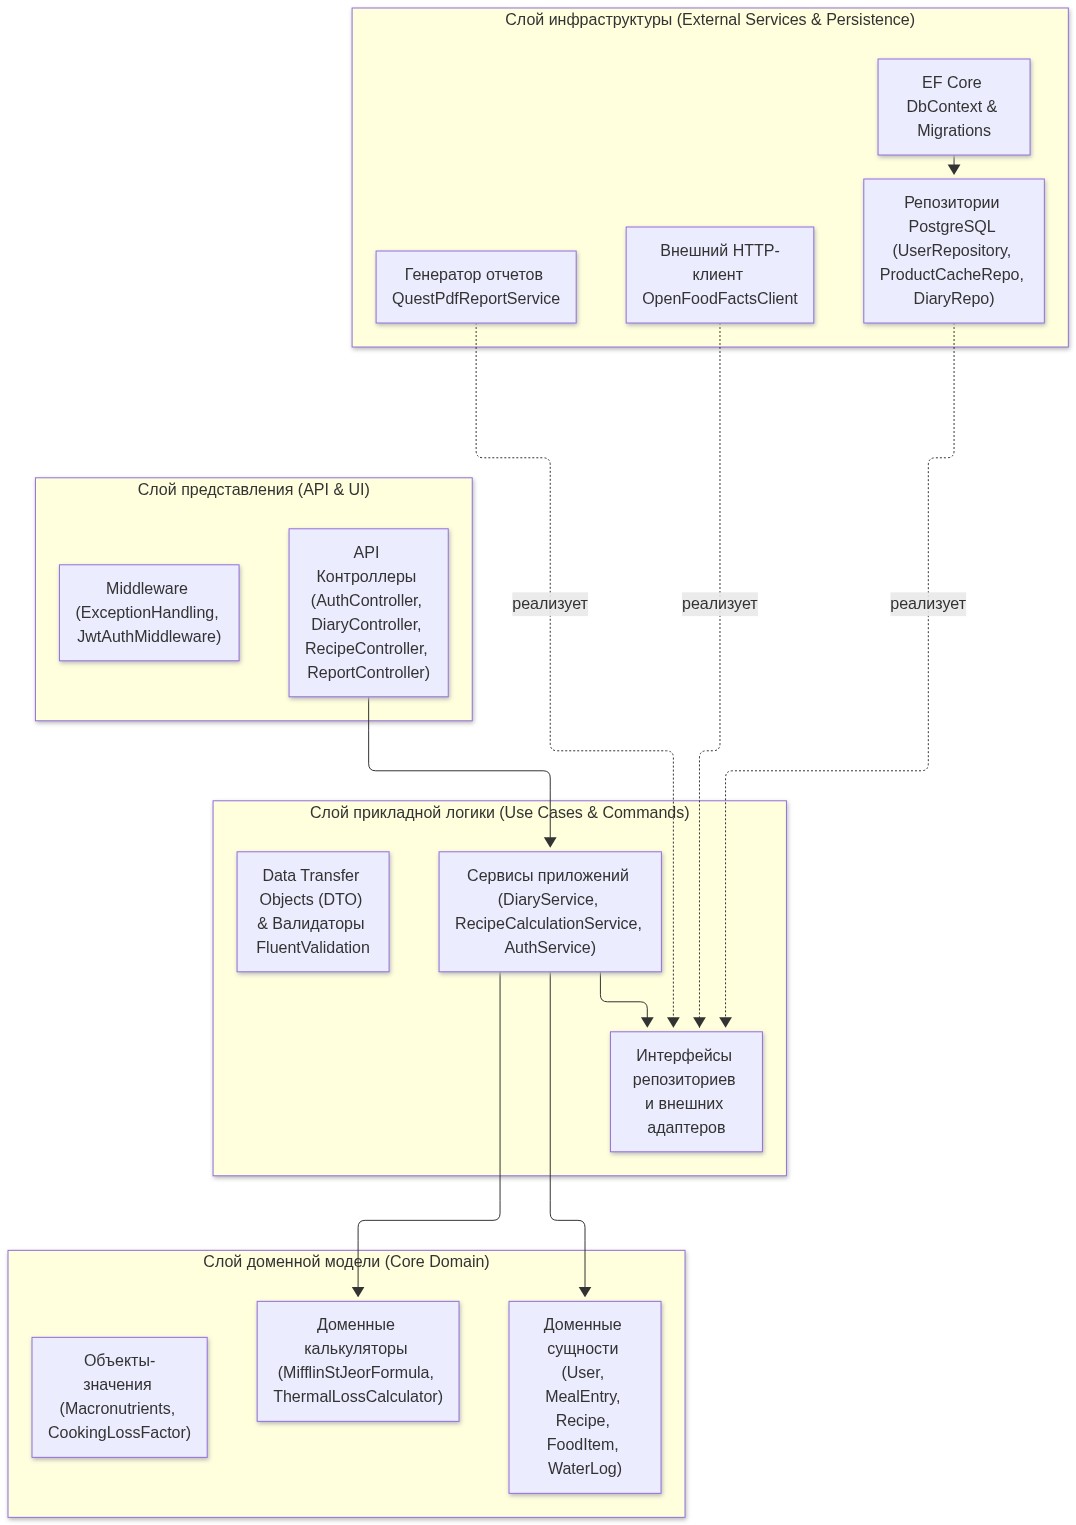 Слой инфраструктуры (External Services & Persistence)
EF Core
DbContext &
Migrations
Репозитории
PostgreSQL
(UserRepository,
ProductCacheRepo,
DiaryRepo)
Внешний HTTP-
клиент
OpenFoodFactsClient
Генератор отчетов
QuestPdfReportService
Слой представления (API & UI)
Middleware
(ExceptionHandling,
JwtAuthMiddleware)
API
Контроллеры
(AuthController,
DiaryController,
RecipeController,
ReportController)
реализует
реализует
реализует
Слой прикладной логики (Use Cases & Commands)
Data Transfer
Objects (DTO)
& Валидаторы
FluentValidation
Сервисы приложений
(DiaryService,
RecipeCalculationService,
AuthService)
Интерфейсы
репозиториев
и внешних
адаптеров
Слой доменной модели (Core Domain)
Объекты-
значения
(Macronutrients,
CookingLossFactor)
Доменные
калькуляторы
(MifflinStJeorFormula,
ThermalLossCalculator)
Доменные
сущности
(User,
MealEntry,
Recipe,
FoodItem,
WaterLog)